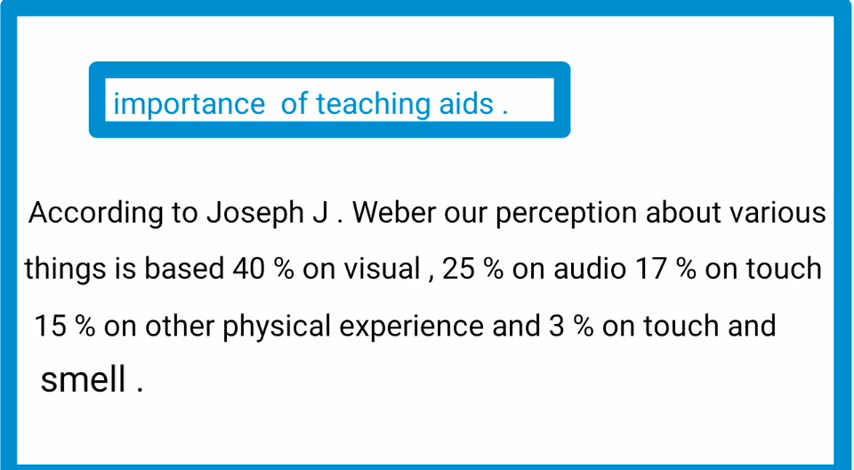 importance of teaching aids .
According to Joseph J . Weber our perception about various
things is based 40 % on visual , 25 % on audio 17 % on touch
15 % on other physical experience and 3 % on touch and
smell .